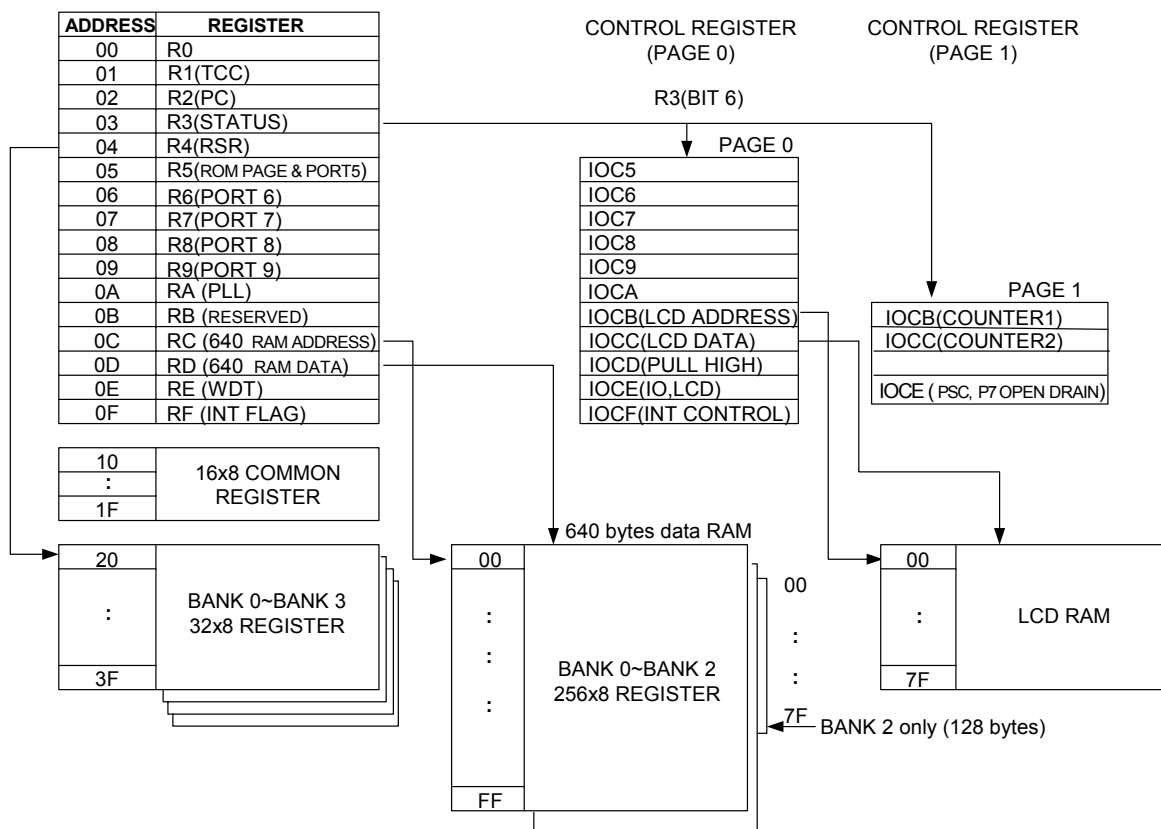 ADDRESS REGISTER
00 R0
01 R1(TCC)
02 R2(PC)
03 R3(STATUS)
04 R4(RSR)
05 R5(ROM PAGE & PORT5)
06 R6(PORT 6)
07 R7(PORT 7)
08 R8(PORT 8)
09 R9(PORT 9)
0A RA (PLL)
0B RB (RESERVED)
0C RC (640 RAM ADDRESS)
0D RD (640 RAM DATA)
0E RE (WDT)
0F RF (INT FLAG)
10
:
1F
16x8 COMMON
REGISTER
20
:
3F
BANK 0~BANK 3
32x8 REGISTER
CONTROL REGISTER
(PAGE 0)
CONTROL REGISTER
(PAGE 1)
R3(BIT 6)
PAGE 0
IOC5
IOC6
IOC7
IOC8
IOC9
IOCA
IOCB(LCD ADDRESS)
IOCC(LCD DATA)
IOCD(PULL HIGH)
IOCE(IO,LCD)
IOCF(INT CONTROL)
PAGE 1
IOCB(COUNTER1)
IOCC(COUNTER2)
IOCE ( PSC, P7 OPEN DRAIN)
640 bytes data RAM
00
:
:
:
FF
BANK 0~BANK 2
256x8 REGISTER
00
:
:
7F
BANK 2 only (128 bytes)
00
:
7F
LCD RAM